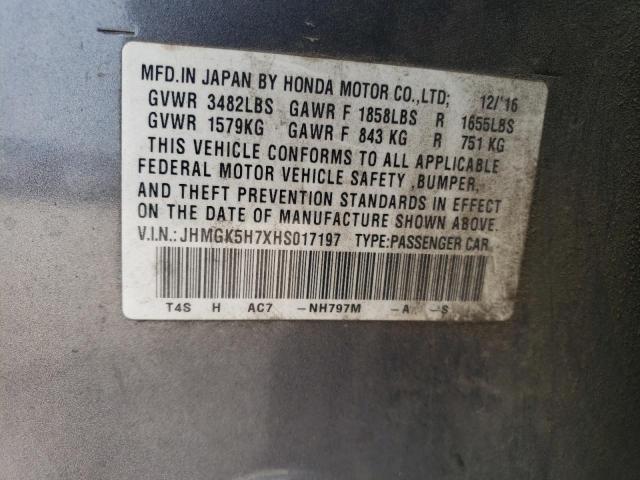 MFD.IN JAPAN BY HONDA MOTOR CO.,LTD; 12/'16
GVWR 3482LBS GAWR F 1858LBS R 1655LBS
GVWR 1579KG GAWR F 843 KG R 751 KG
THIS VEHICLE CONFORMS TO ALL APPLICABLE
FEDERAL MOTOR VEHICLE SAFETY ,BUMPER,
AND THEFT PREVENTION STANDARDS IN EFFECT
ON THE DATE OF MANUFACTURE SHOWN ABOVE.
V.I.N.: JHMGK5H7XHS017197 TYPE:PASSENGER CAR
T4S H AC7 -NH797M -A -S